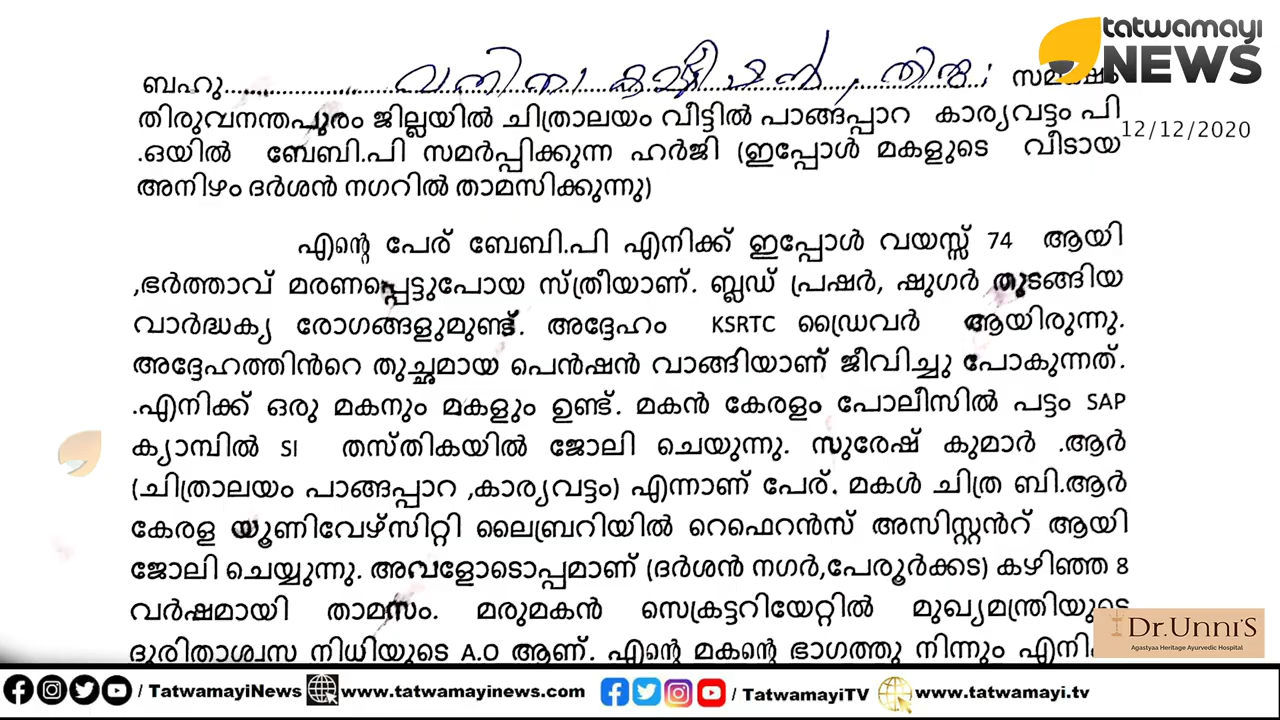 tatwamayi
NEWS
ബഹു............ വനിതാ കമ്മീഷൻ, തിരു: സമക്ഷം
തിരുവനന്തപുരം ജില്ലയിൽ ചിത്രാലയം വീട്ടിൽ പാങ്ങപ്പാറ കാര്യവട്ടം പി
12/12/2020
.ഒയിൽ ബേബി.പി സമർപ്പിക്കുന്ന ഹർജി (ഇപ്പോൾ മകളുടെ വീടായ
അനിഴം ദർശൻ നഗറിൽ താമസിക്കുന്നു)
എന്റെ പേര് ബേബി.പി എനിക്ക് ഇപ്പോൾ വയസ്സ് 74 ആയി
,ഭർത്താവ് മരണപ്പെട്ടുപോയ സ്ത്രീയാണ്. ബ്ലഡ് പ്രഷർ, ഷുഗർ തുടങ്ങിയ
വാർദ്ധക്യ രോഗങ്ങളുമുണ്ട്. അദ്ദേഹം KSRTC ഡ്രൈവർ ആയിരുന്നു.
അദ്ദേഹത്തിൻറെ തുച്ഛമായ പെൻഷൻ വാങ്ങിയാണ് ജീവിച്ചു പോകുന്നത്.
.എനിക്ക് ഒരു മകനും മകളും ഉണ്ട്. മകൻ കേരളം പോലീസിൽ പട്ടം SAP
ക്യാമ്പിൽ SI തസ്തികയിൽ ജോലി ചെയുന്നു. സുരേഷ് കുമാർ .ആർ
(ചിത്രാലയം പാങ്ങപ്പാറ ,കാര്യവട്ടം) എന്നാണ് പേര്. മകൾ ചിത്ര ബി.ആർ
കേരള യൂണിവേഴ്സിറ്റി ലൈബ്രറിയിൽ റെഫെറൻസ് അസിസ്റ്റൻറ് ആയി
ജോലി ചെയ്യുന്നു. അവളോടൊപ്പമാണ് (ദർശൻ നഗർ,പേരൂർക്കട) കഴിഞ്ഞ 8
വർഷമായി താമസം. മരുമകൻ സെക്രട്ടറിയേറ്റിൽ മുഖ്യമന്ത്രിയുടെ
ദുരിതാശ്വസ നിധിയുടെ A.O ആണ്. എന്റെ മകന്റെ ഭാഗത്തു നിന്നും
Dr.Unni'S
Agastyaa Heritage Ayurvedic Hospital
/ TatwamayiNews www.tatwamayinews.com / TatwamayiTV www.tatwamayi.tv